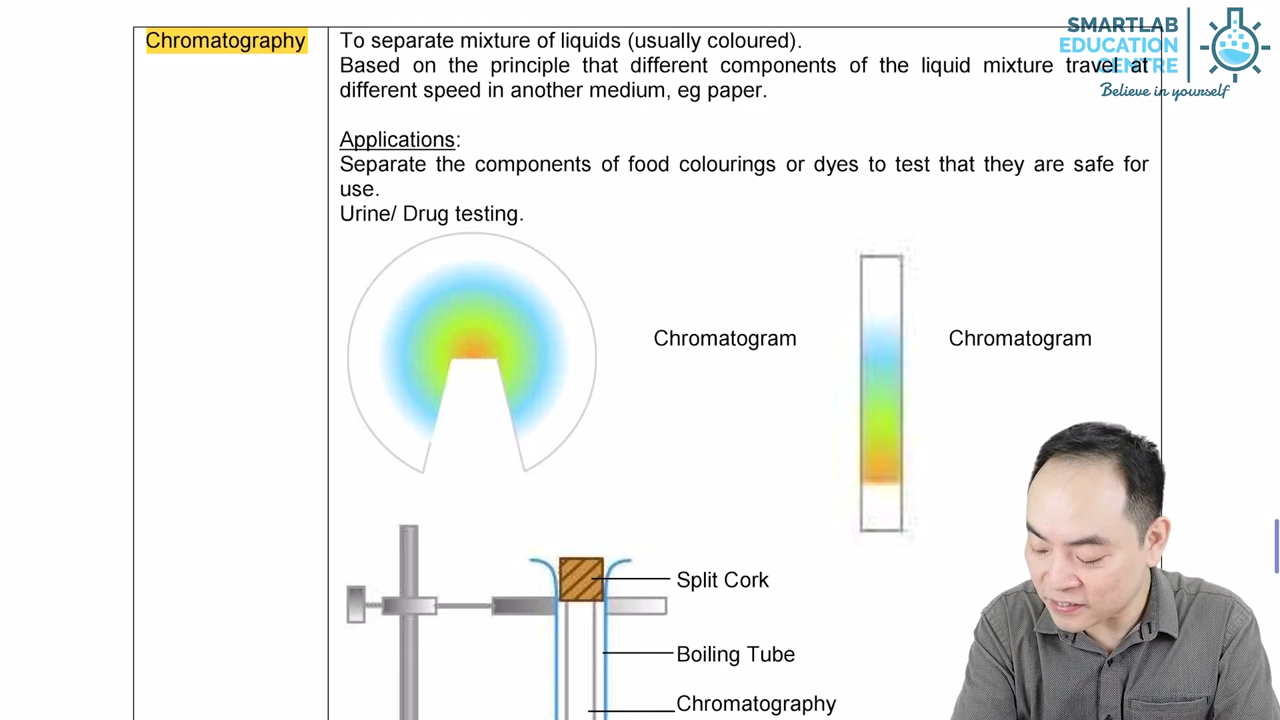 Chromatography
To separate mixture of liquids (usually coloured).
Based on the principle that different components of the liquid mixture travel at
different speed in another medium, eg paper.
Applications:
Separate the components of food colourings or dyes to test that they are safe for
use.
Urine/ Drug testing.
Chromatogram
Chromatogram
Split Cork
Boiling Tube
Chromatography
SMARTLAB
EDUCATION
CENTRE
Believe in yourself